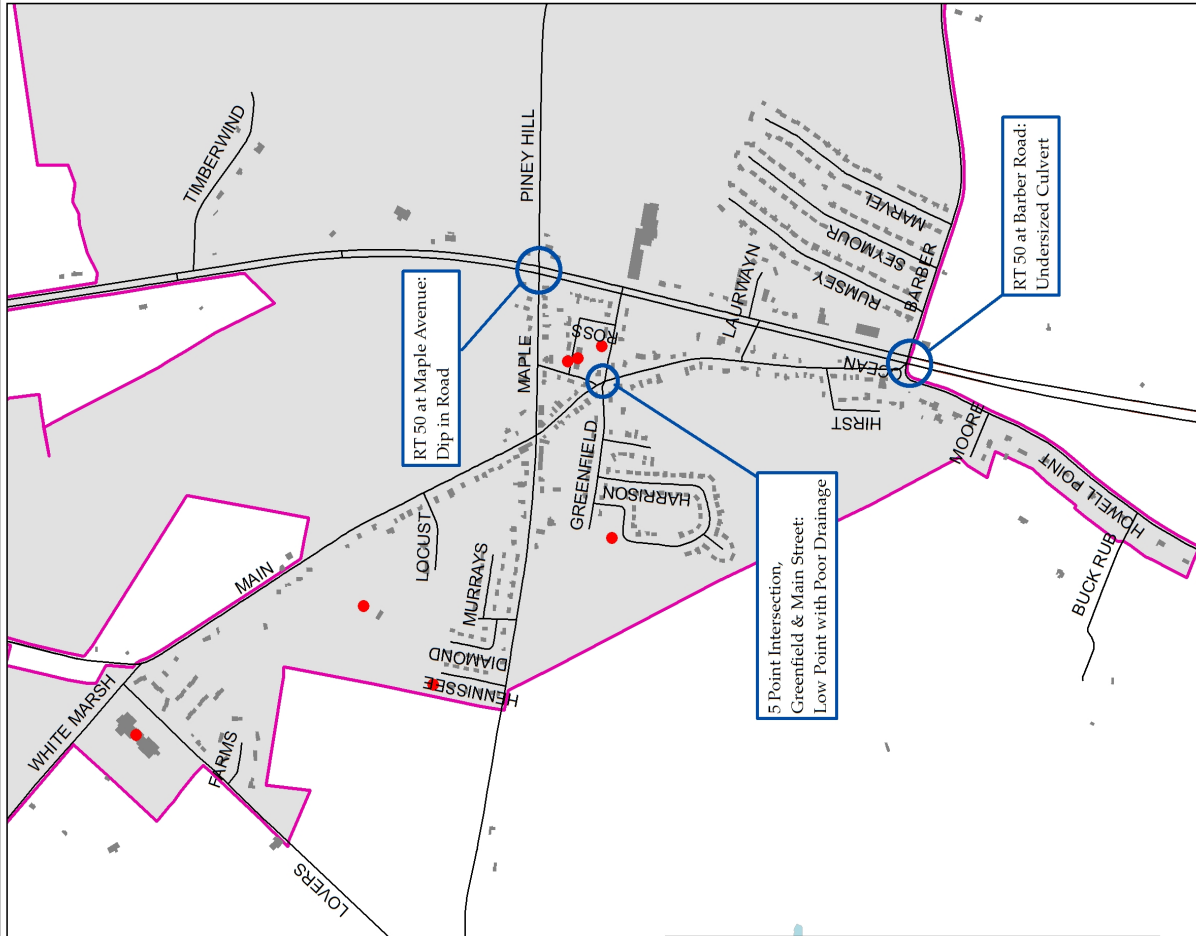 TIMBERWIND
PINEY HILL
RT 50 at Maple Avenue:
Dip in Road
MAPLE
ROSS
LAURWAYN
MARVEL
SEYMOUR
RUMSEY
BARBER
RT 50 at Barber Road:
Undersized Culvert
OCEAN
HIRST
MOORE
HOWELL POINT
BUCK RUB
GREENFIELD
HARRISON
5 Point Intersection,
Greenfield & Main Street:
Low Point with Poor Drainage
LOCUST
MAIN
MURRAYS
DIAMOND
HENNISSEE
WHITE MARSH
FARMS
LOVERS